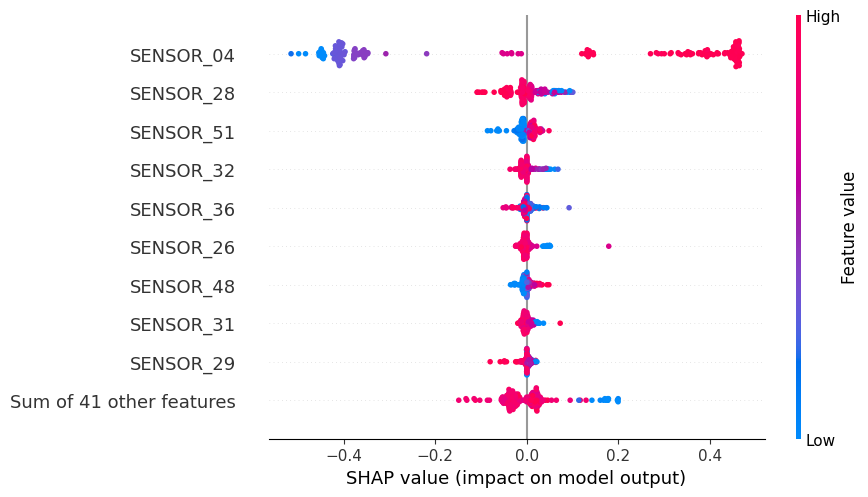 High
SENSOR_04
SENSOR_28
SENSOR_51
SENSOR_32
SENSOR_36
SENSOR_26
SENSOR_48
SENSOR_31
SENSOR_29
Sum of 41 other features
Feature value
Low
−0.4 −0.2 0.0 0.2 0.4
SHAP value (impact on model output)